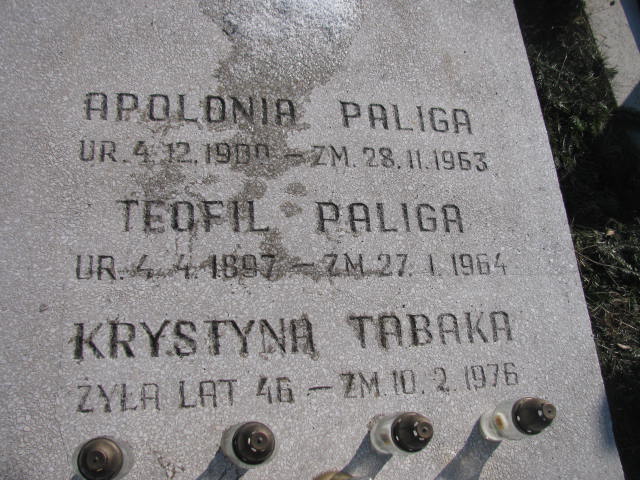 APOLONIA PALIGA
UR. 4.12.1900 – ZM. 28.11.1963
TEOFIL PALIGA
UR. 4. 4. 1897 – ZM. 27. 1. 1964
KRYSTYNA TABAKA
ŻYŁA LAT 46 – ZM. 10. 2. 1976